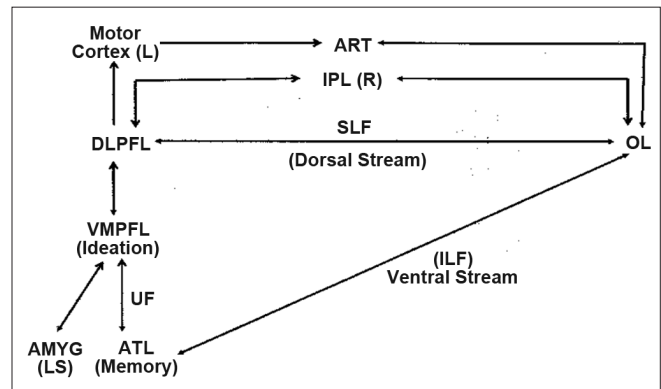 Motor
Cortex (L)
ART
IPL (R)
SLF
DLPFL
OL
(Dorsal Stream)
VMPFL
(Ideation)
(ILF)
Ventral Stream
UF
AMYG
(LS)
ATL
(Memory)